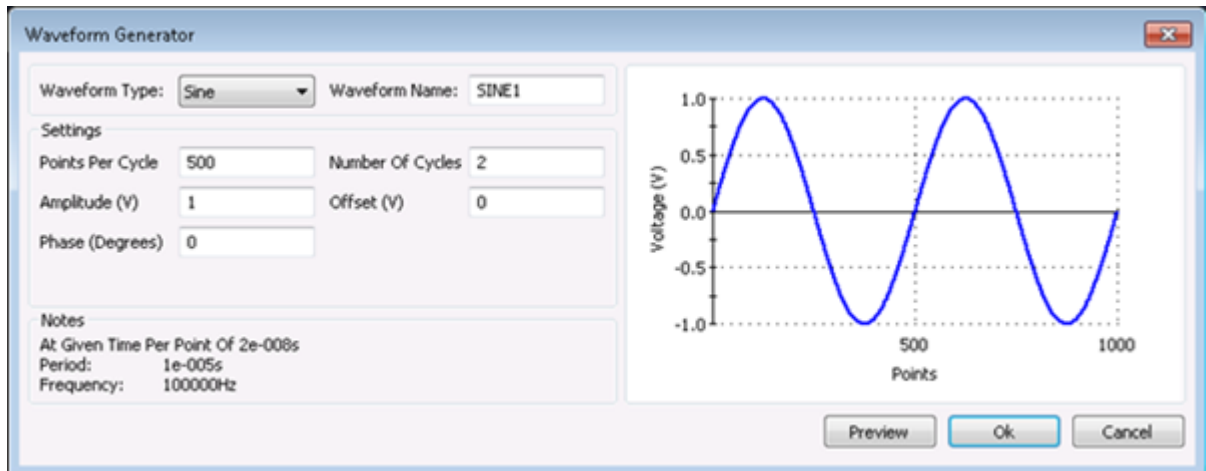 Waveform Generator
Waveform Type: Sine Waveform Name: SINE1
Settings
Points Per Cycle 500 Number Of Cycles 2
Amplitude (V) 1 Offset (V) 0
Phase (Degrees) 0
Notes
At Given Time Per Point Of 2e-008s
Period: 1e-005s
Frequency: 100000Hz
1.0
0.5
0.0
-0.5
-1.0
Voltage (V)
500 1000
Points
Preview Ok Cancel